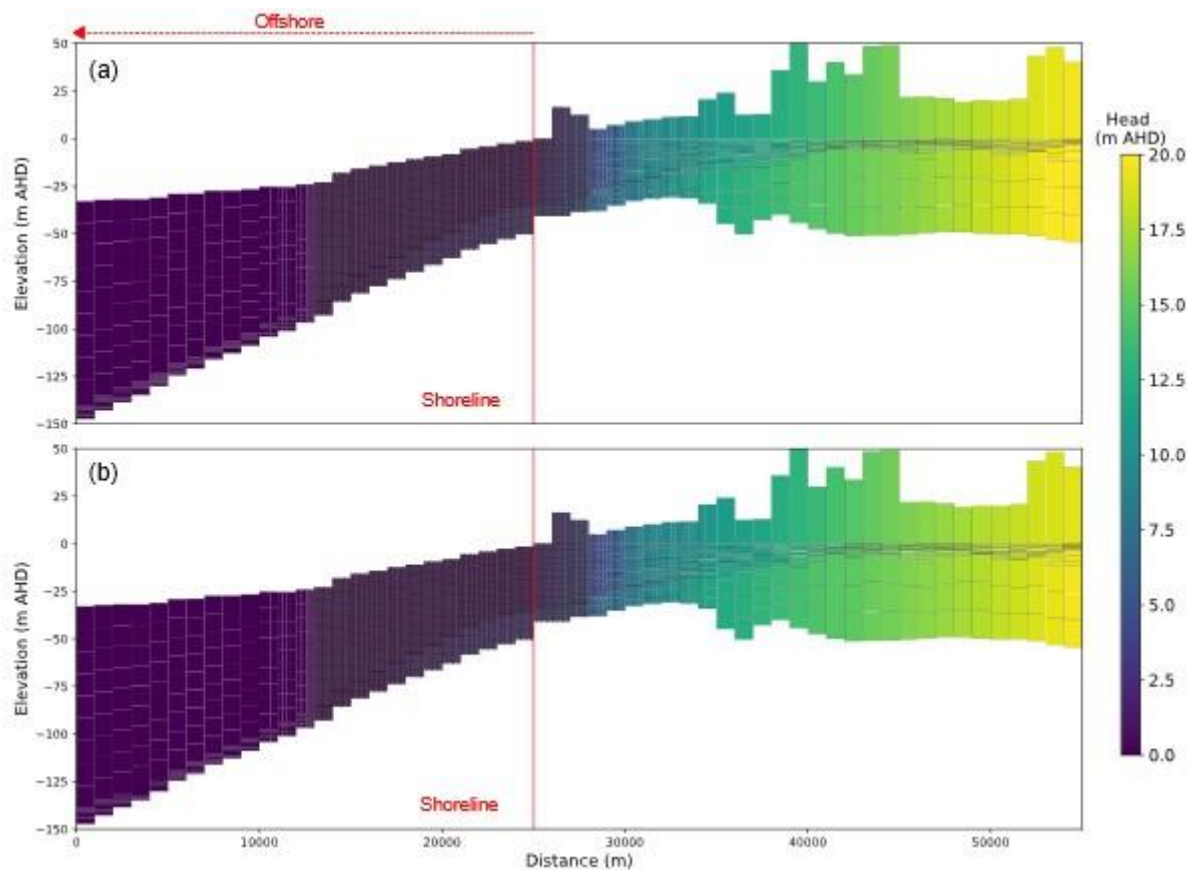 Offshore
50
(a)
25
0
−25
−50
−75
−100
−125
−150
Elevation (m AHD)
Shoreline
Head
(m AHD)
20.0
17.5
15.0
12.5
10.0
7.5
5.0
2.5
0.0
50
(b)
25
0
−25
−50
−75
−100
−125
−150
Elevation (m AHD)
Shoreline
0 10000 20000 30000 40000 50000
Distance (m)